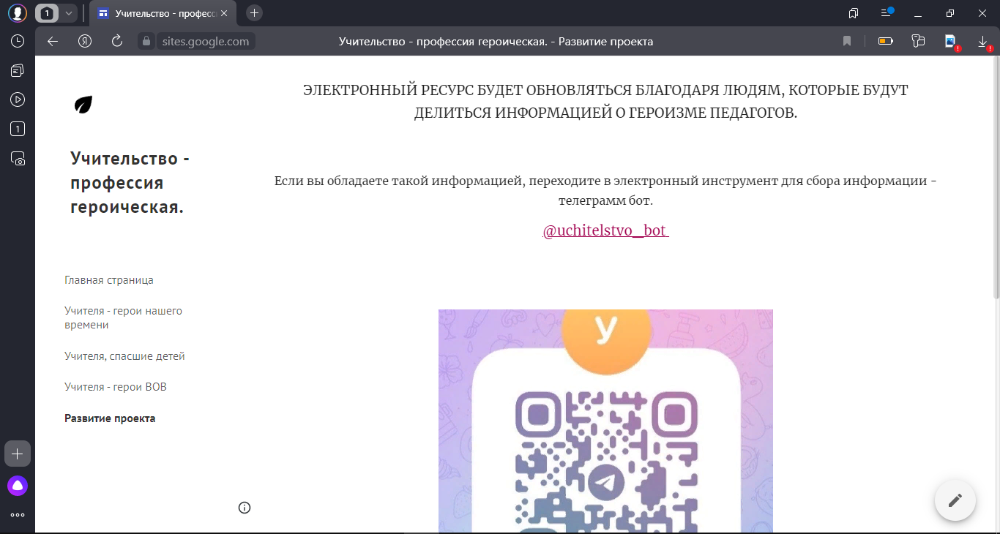 1
Учительство - професс
sites.google.com
Учительство - профессия героическая. - Развитие проекта
1
Учительство -
профессия
героическая.
Главная страница
Учителя - герои нашего
времени
Учителя, спасшие детей
Учителя - герои ВОВ
Развитие проекта
ЭЛЕКТРОННЫЙ РЕСУРС БУДЕТ ОБНОВЛЯТЬСЯ БЛАГОДАРЯ ЛЮДЯМ, КОТОРЫЕ БУДУТ
ДЕЛИТЬСЯ ИНФОРМАЦИЕЙ О ГЕРОИЗМЕ ПЕДАГОГОВ.
Если вы обладаете такой информацией, переходите в электронный инструмент для сбора информации -
телеграмм бот.
@uchitelstvo_bot
У